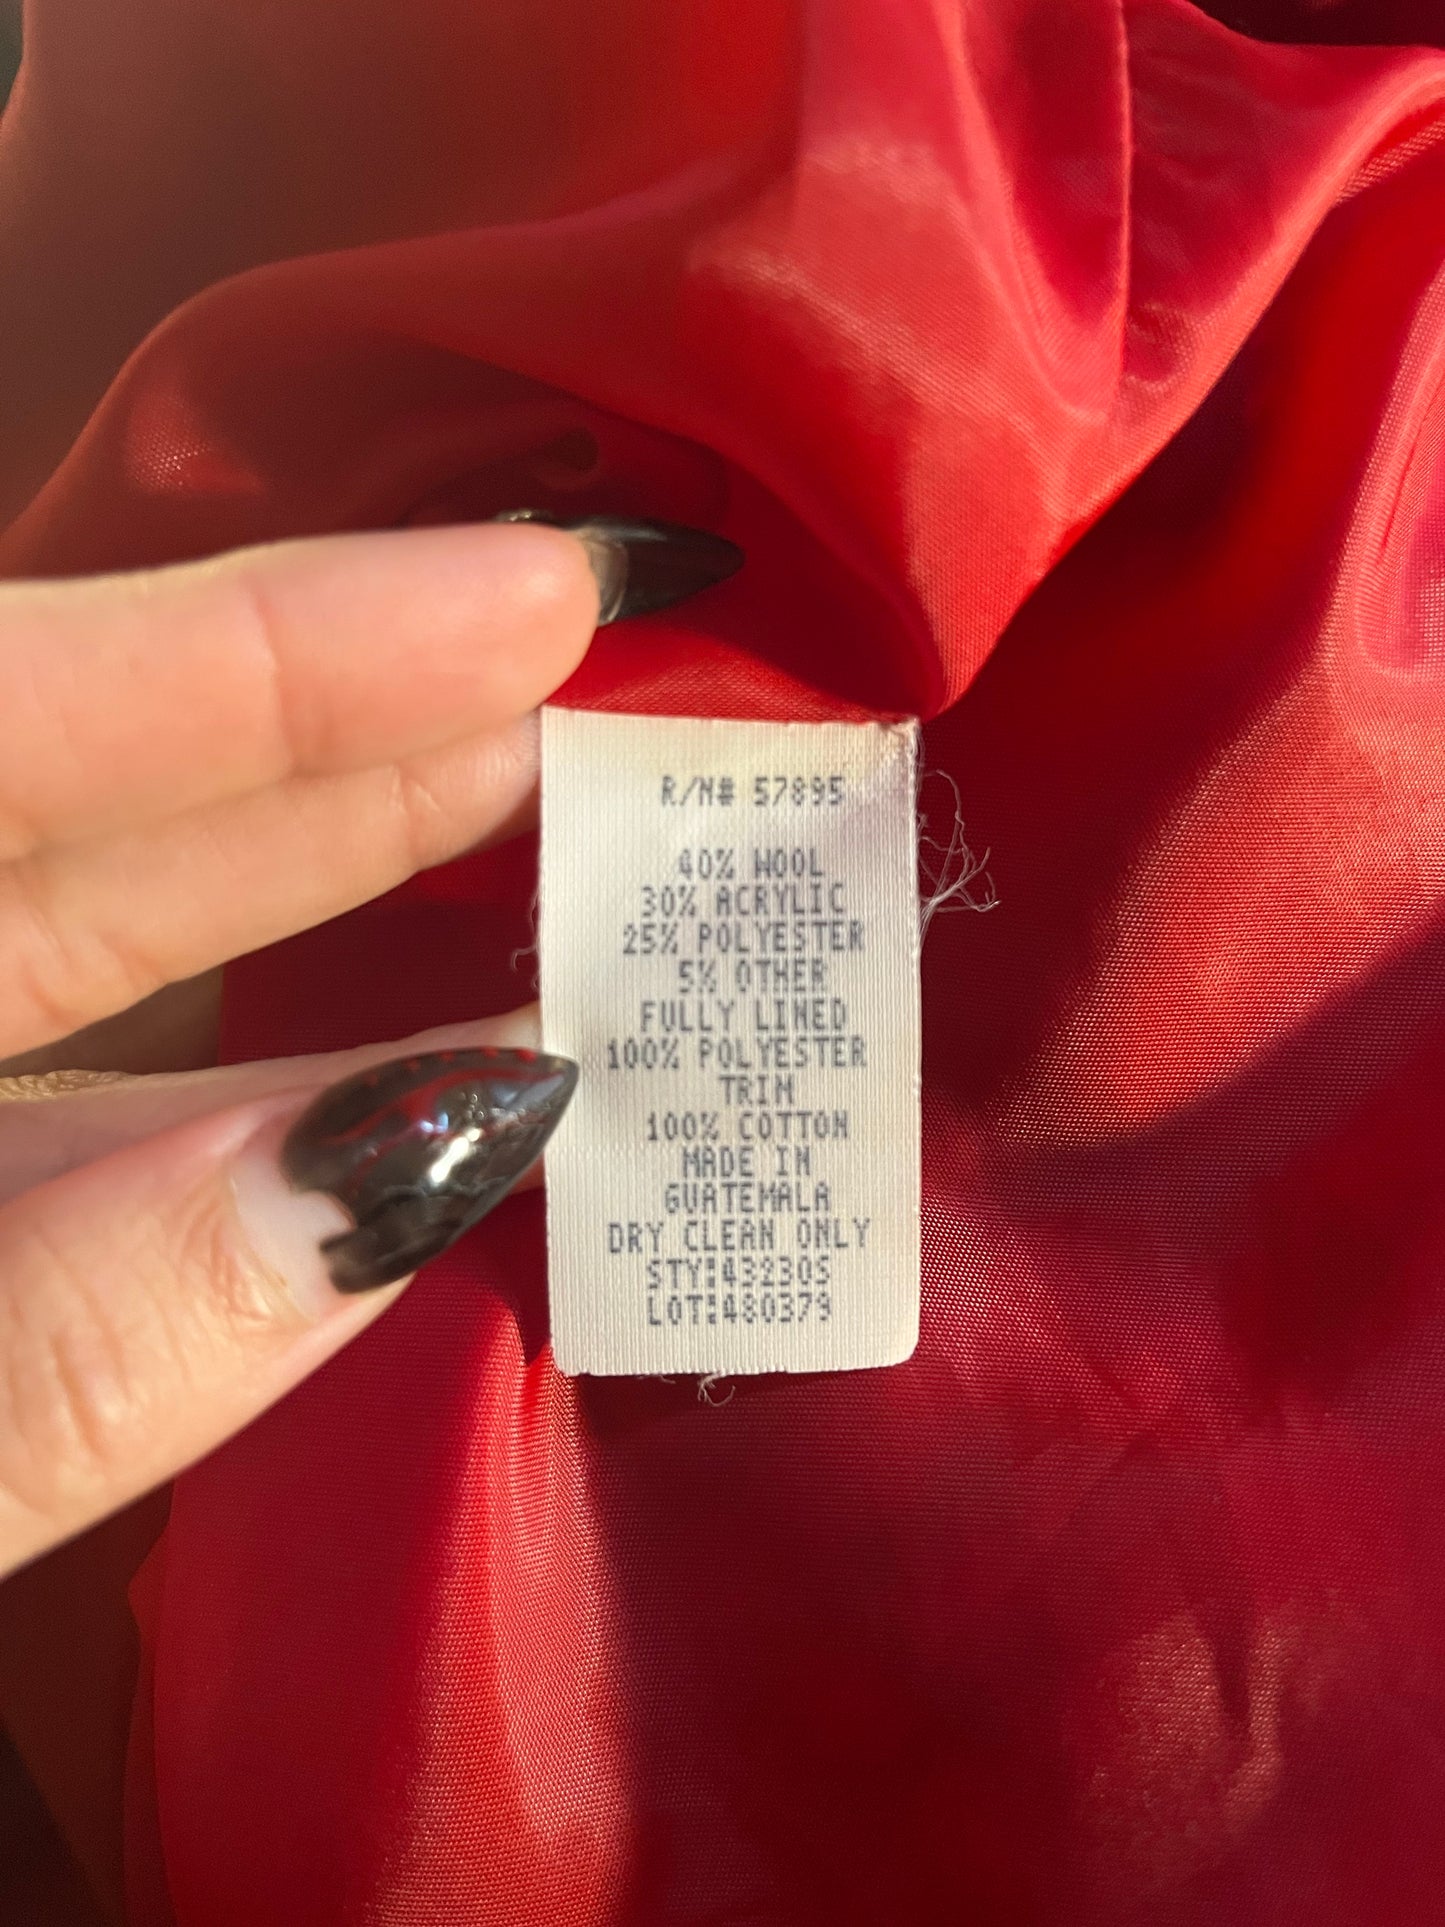 R/N# 57895
40% WOOL
30% ACRYLIC
25% POLYESTER
5% OTHER
FULLY LINED
100% POLYESTER
TRIM
100% COTTON
MADE IN
GUATEMALA
DRY CLEAN ONLY
STY:432305
LOT:480379